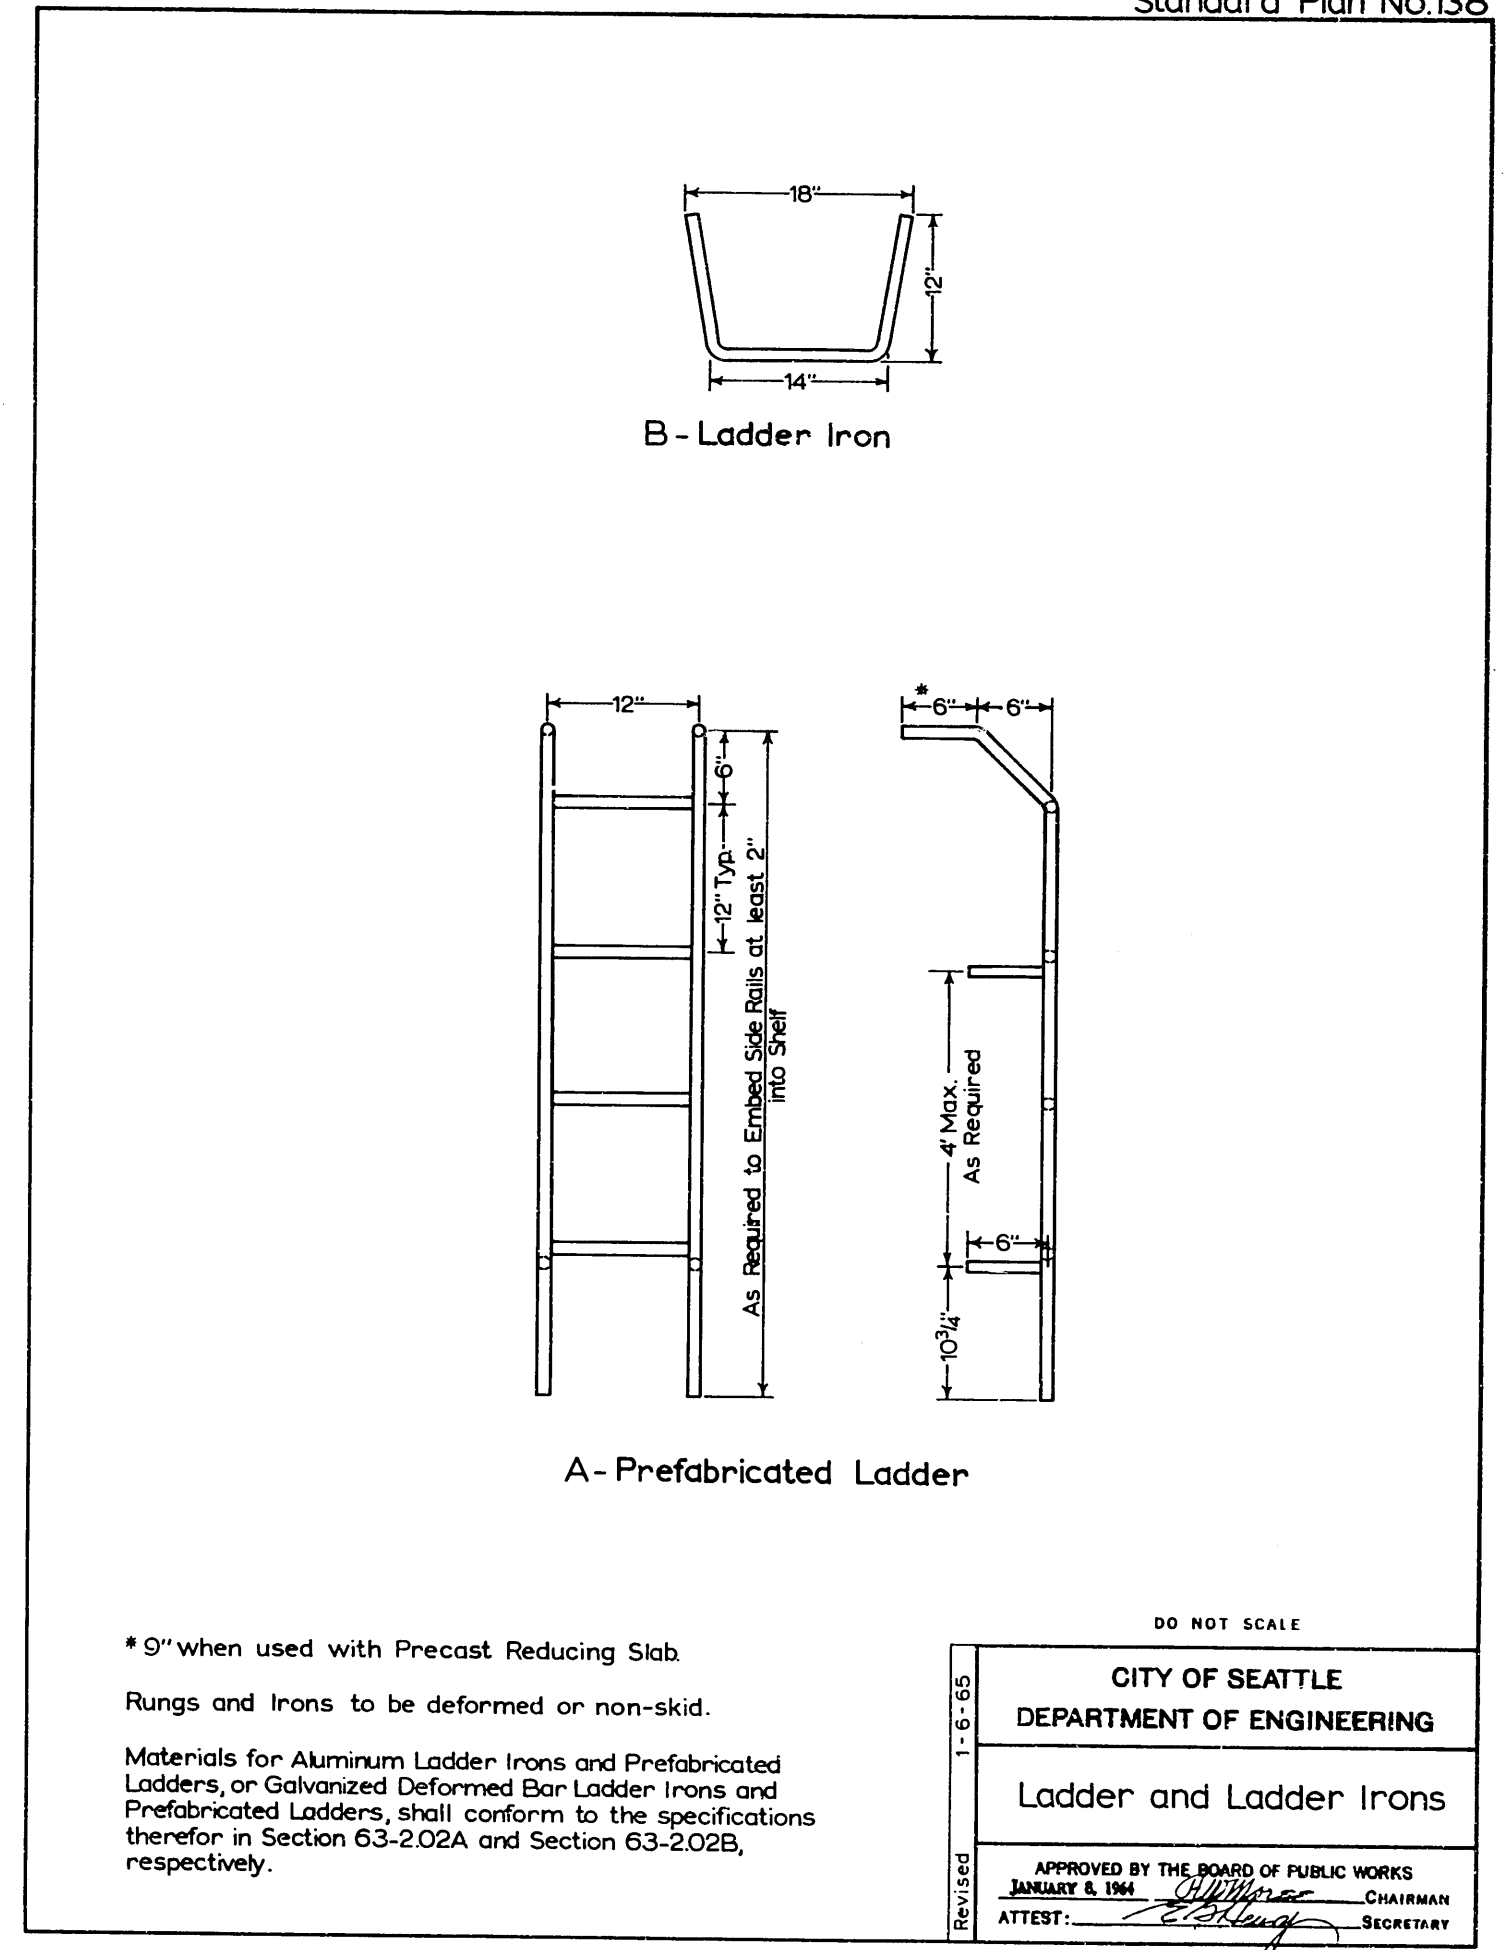 Standard Plan No.138
18"
12"
14"
B - Ladder Iron
12"
6"
12" Typ.
As Required to Embed Side Rails at least 2"
into Shelf
*
6"
6"
4' Max.
As Required
6"
10 3/4"
A - Prefabricated Ladder
* 9" when used with Precast Reducing Slab.
Rungs and Irons to be deformed or non-skid.
Materials for Aluminum Ladder Irons and Prefabricated
Ladders, or Galvanized Deformed Bar Ladder Irons and
Prefabricated Ladders, shall conform to the specifications
therefor in Section 63-2.02A and Section 63-2.02B,
respectively.
DO NOT SCALE
Revised 1-6-65
CITY OF SEATTLE
DEPARTMENT OF ENGINEERING
Ladder and Ladder Irons
APPROVED BY THE BOARD OF PUBLIC WORKS
JANUARY 8, 1964 CHAIRMAN
ATTEST: SECRETARY